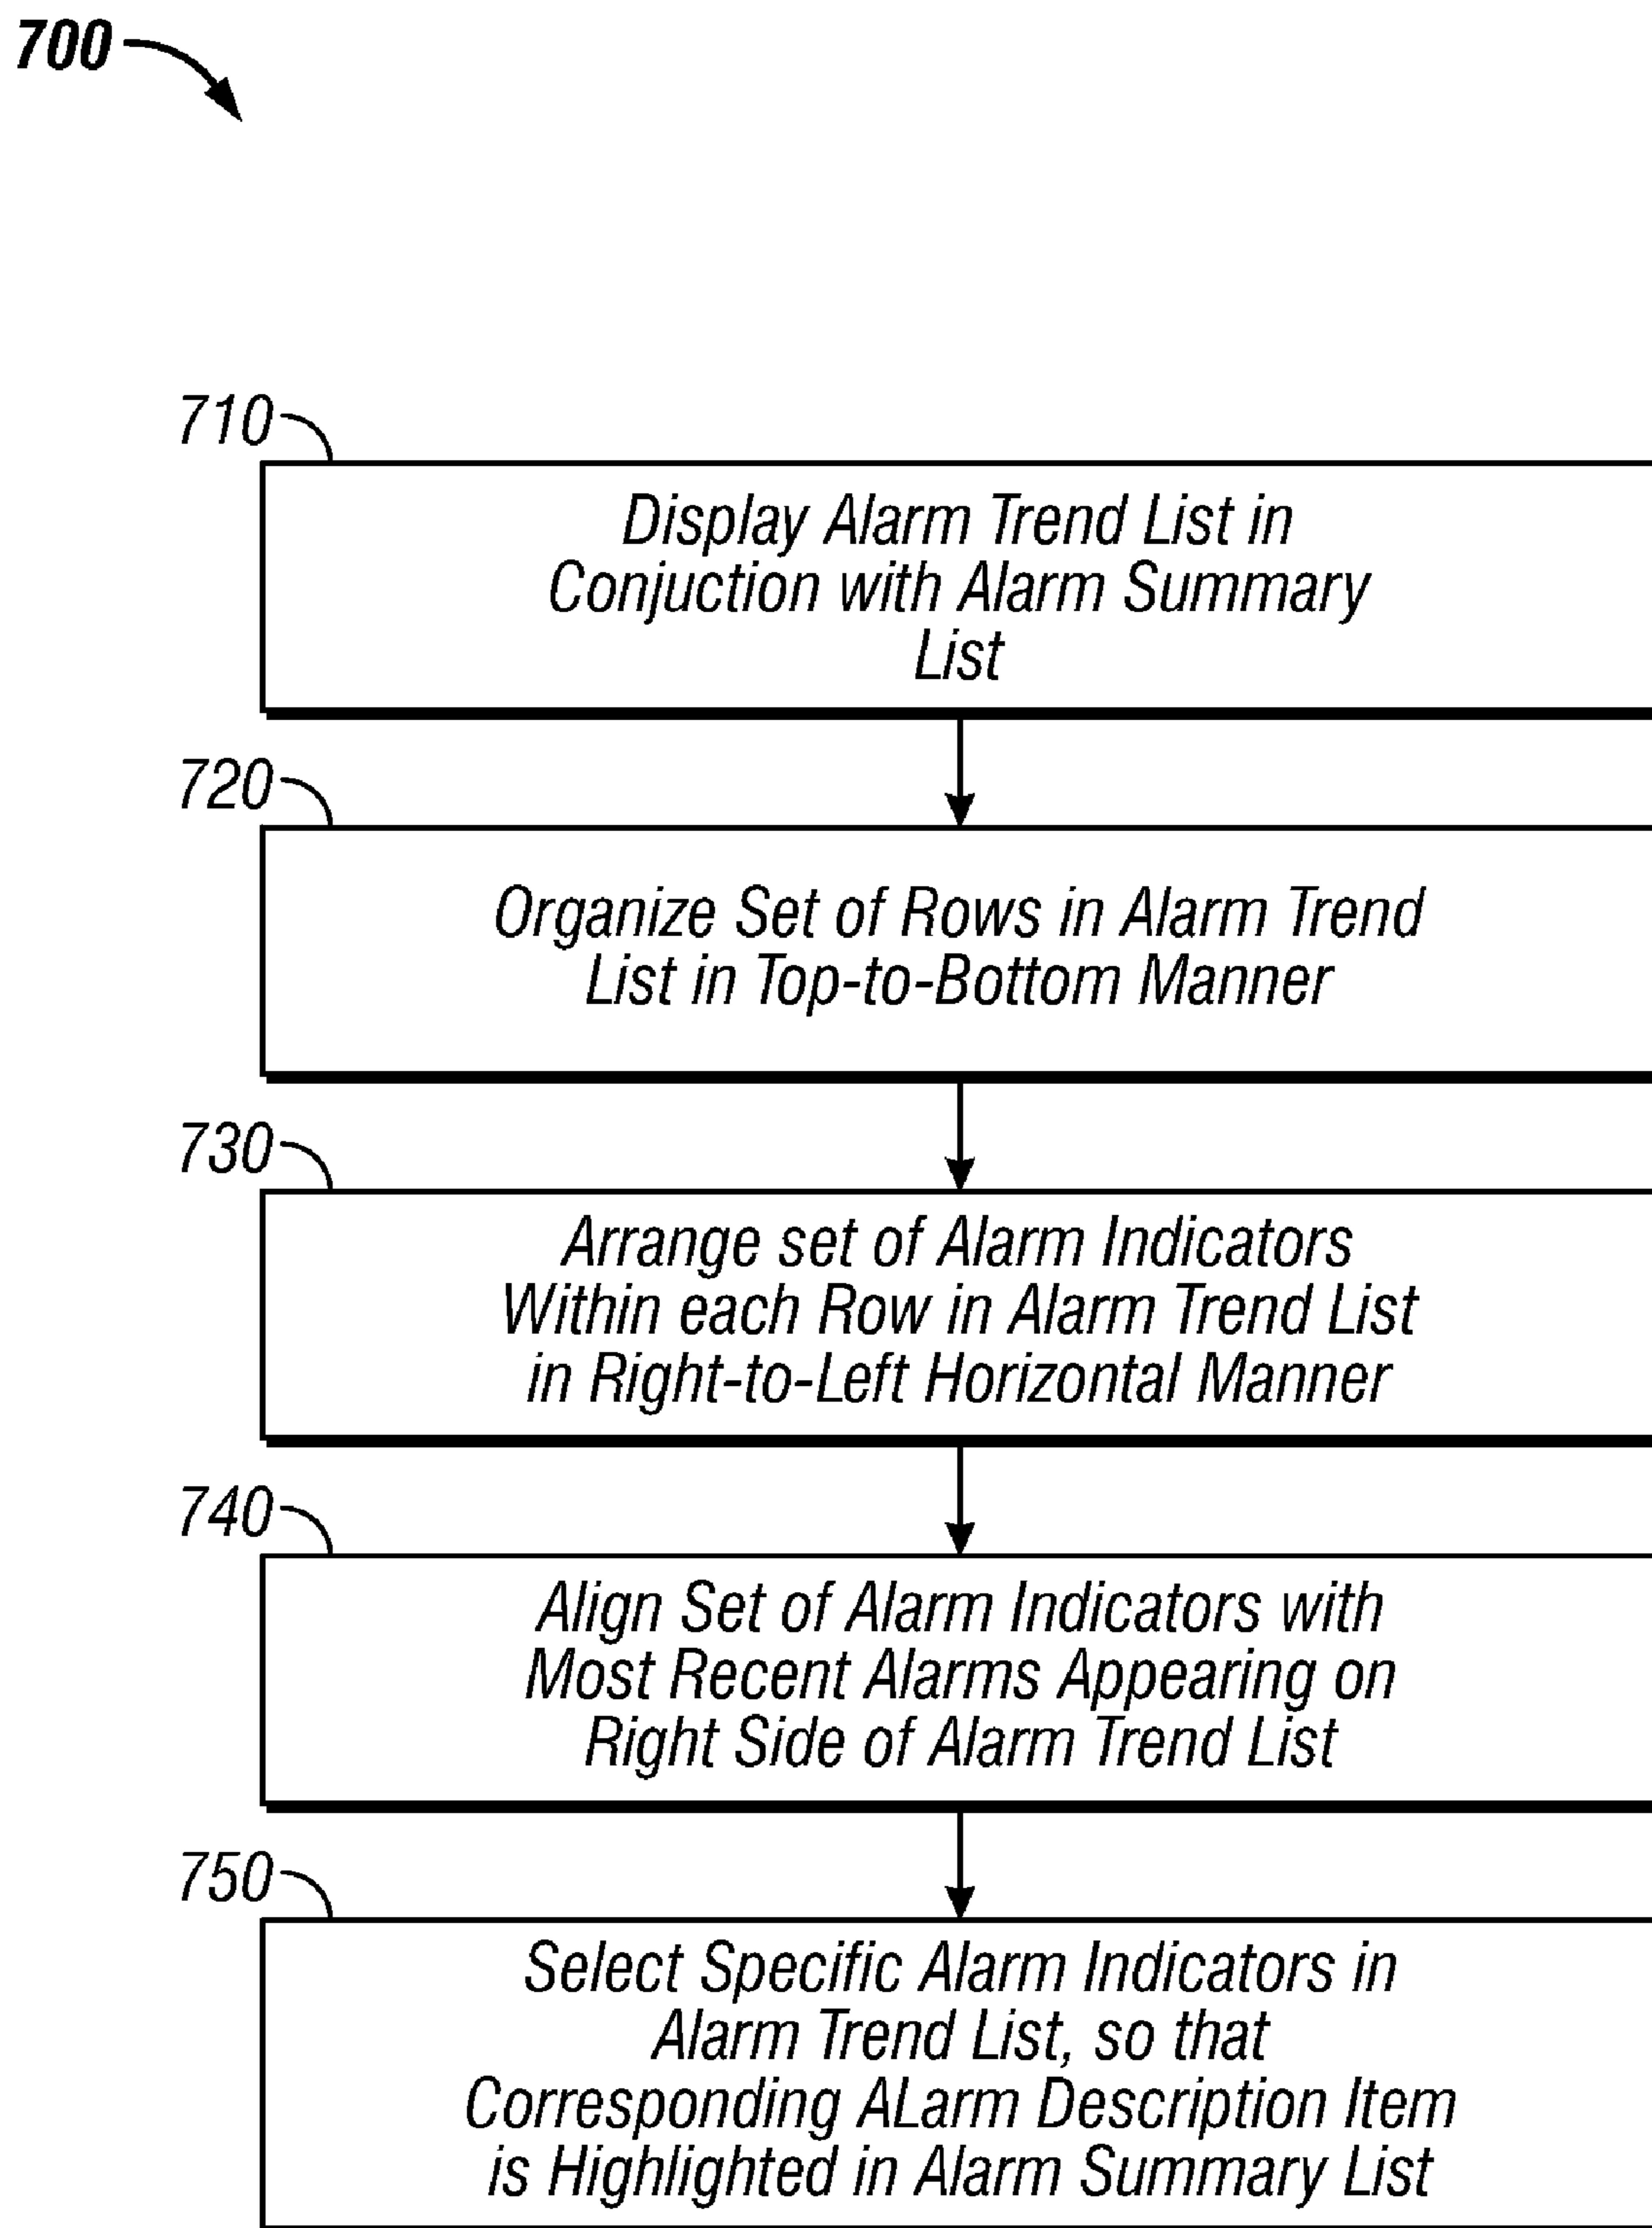 700
710
Display Alarm Trend List in
Conjuction with Alarm Summary
List
720
Organize Set of Rows in Alarm Trend
List in Top-to-Bottom Manner
730
Arrange set of Alarm Indicators
Within each Row in Alarm Trend List
in Right-to-Left Horizontal Manner
740
Align Set of Alarm Indicators with
Most Recent Alarms Appearing on
Right Side of Alarm Trend List
750
Select Specific Alarm Indicators in
Alarm Trend List, so that
Corresponding ALarm Description Item
is Highlighted in Alarm Summary List